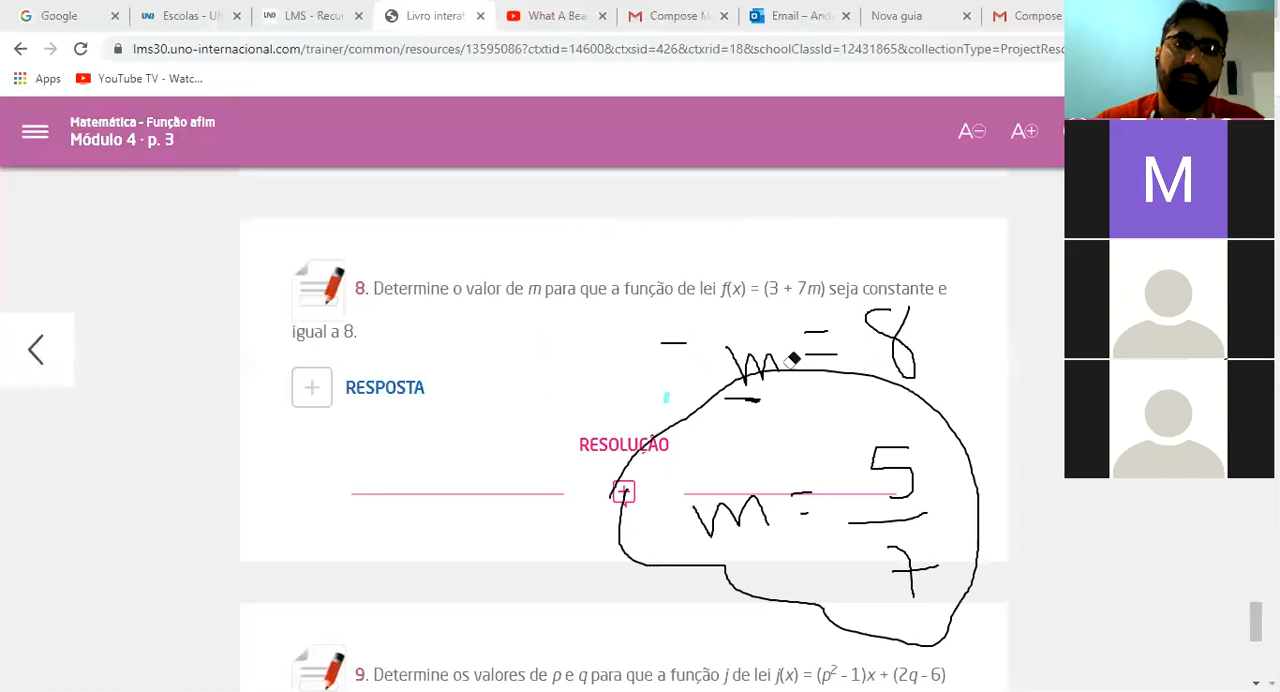 Google
Escolas - UN
LMS - Recu
Livro interat
What A Bea
Compose M
Email – And
Nova guia
Compose
lms30.uno-internacional.com/trainer/common/resources/13595086?ctxtid=14600&ctxsid=426&ctxrid=18&schoolClassId=12431865&collectionType=ProjectReso
Apps
YouTube TV - Watc...
Matemática - Função afim
Módulo 4 · p. 3
A
A
M
8. Determine o valor de m para que a função de lei f(x) = (3 + 7m) seja constante e
igual a 8.
m = 8
RESPOSTA
RESOLUÇÃO
m = 5
7
9. Determine os valores de p e q para que a função j de lei j(x) = (p² - 1)x + (2q - 6)